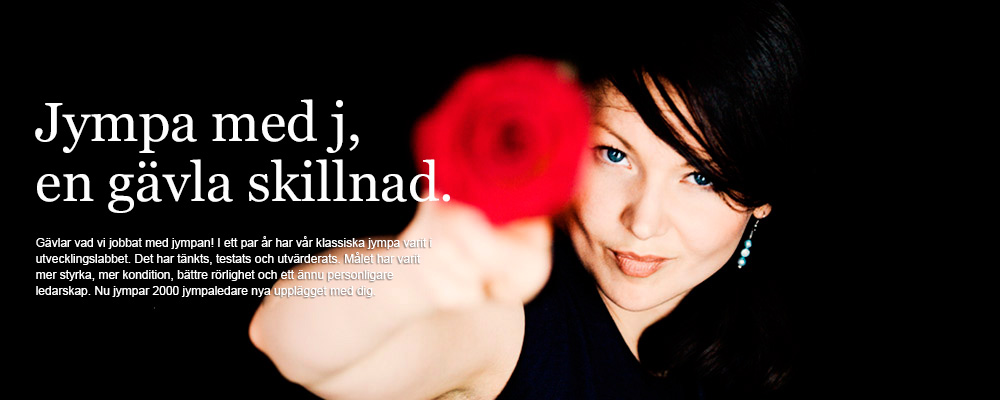 Jympa med j,
en gävla skillnad.
Gävlar vad vi jobbat med jympan! I ett par år har vår klassiska jympa varit i
utvecklingslabbet. Det har tänkts, testats och utvärderats. Målet har varit
mer styrka, mer kondition, bättre rörlighet och ett ännu personligare
ledarskap. Nu jympar 2000 jympaledare nya upplägget med dig.